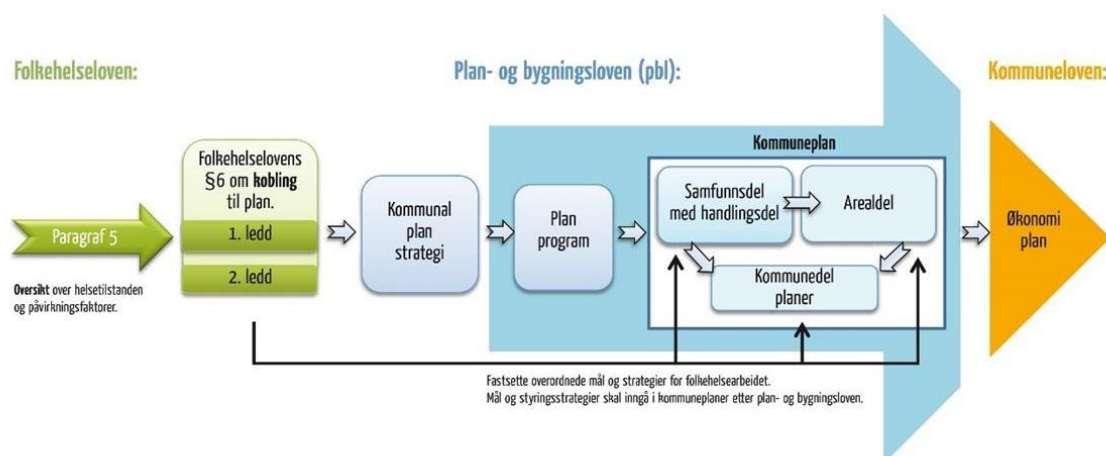 Folkehelseloven:
Plan- og bygningsloven (pbl):
Kommuneloven:
Paragraf 5
Oversikt over helsetilstanden
og påvirkningsfaktorer.
Folkehelselovens
§6 om kobling
til plan.
1. ledd
2. ledd
Kommunal
plan
strategi
Plan
program
Kommuneplan
Samfunnsdel
med handlingsdel
Arealdel
Kommunedel
planer
Økonomi
plan
Fastsette overordnede mål og strategier for folkehelsearbeidet.
Mål og styringsstrategier skal inngå i kommuneplaner etter plan- og bygningsloven.